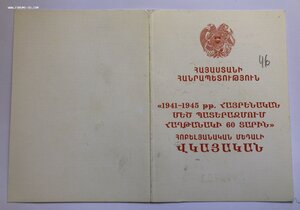 46
ՀԱՅԱՍՏԱՆԻ
ՀԱՆՐԱՊԵՏՈՒԹՅՈՒՆ
«1941-1945 թթ. ՀԱՅՐԵՆԱԿԱՆ
ՄԵԾ ՊԱՏԵՐԱԶՄՈՒՄ
ՀԱՂԹԱՆԱԿԻ 60 ՏԱՐԻՆ»
ՀՈԲԵԼՅԱՆԱԿԱՆ ՄԵԴԱԼԻ
ՎԿԱՅԱԿԱՆ